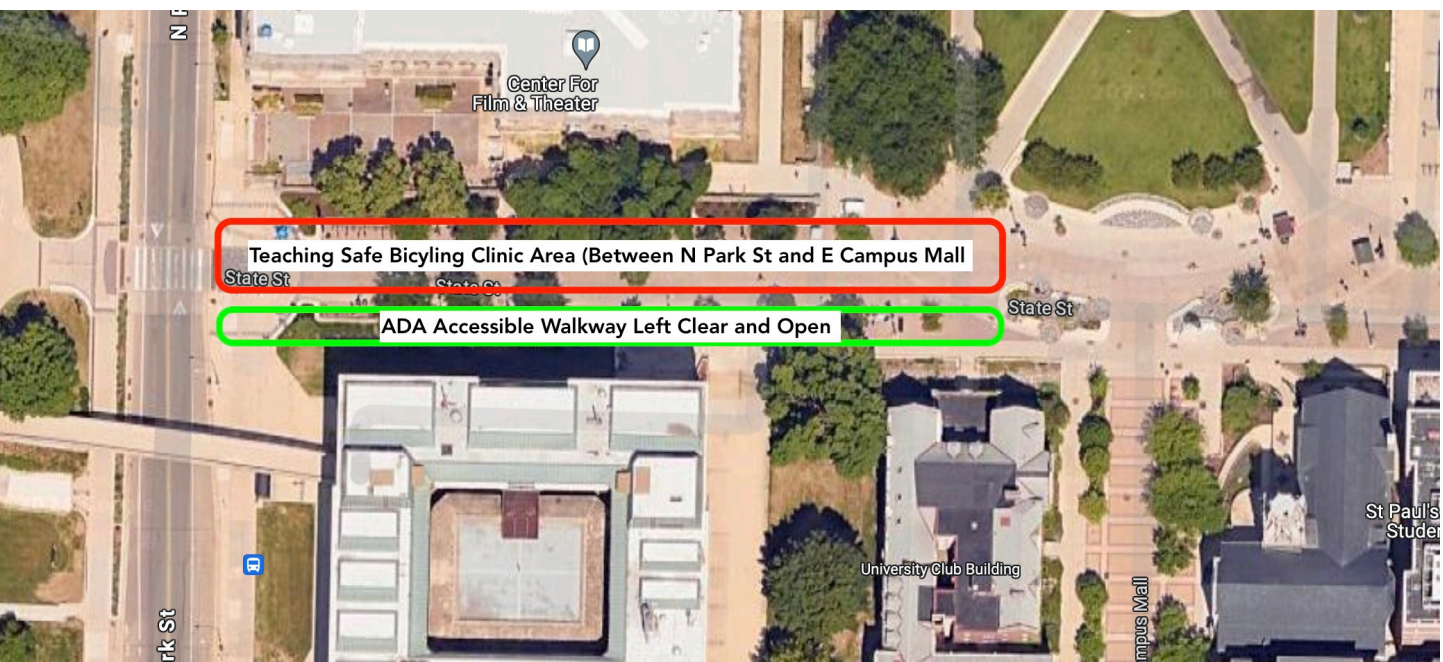 N
Center For
Film & Theater
Teaching Safe Bicyling Clinic Area (Between N Park St and E Campus Mall
State St
State St
State St
ADA Accessible Walkway Left Clear and Open
University Club Building
St Paul's
Studen
rk St
mpus Mall